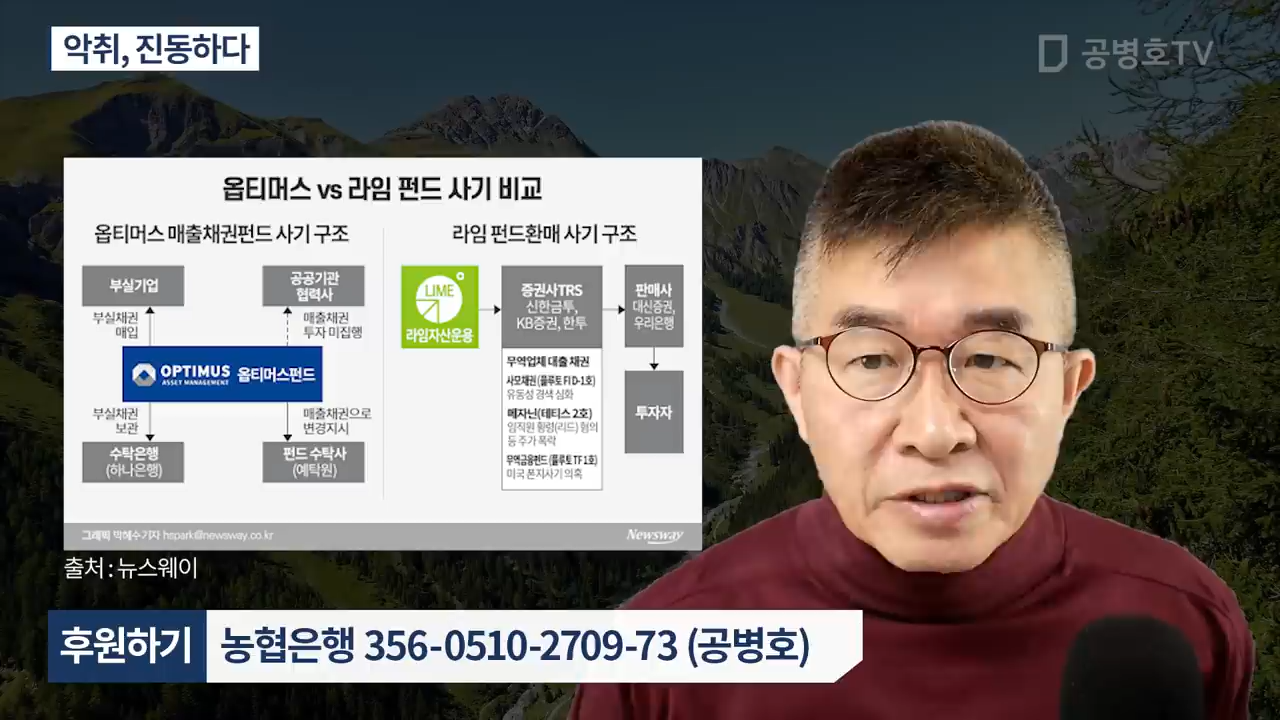 악취, 진동하다
공병호TV
옵티머스 vs 라임 펀드 사기 비교
옵티머스 매출채권펀드 사기 구조
부실기업
공공기관
협력사
부실채권
매입
매출채권
투자 미집행
OPTIMUS
ASSET MANAGEMENT
옵티머스펀드
부실채권
보관
매출채권으로
변경지시
수탁은행
(하나은행)
펀드 수탁사
(예탁원)
라임 펀드환매 사기 구조
LIME
라임자산운용
증권사TRS
신한금투,
KB증권, 한투
판매사
대신증권,
우리은행
무역업체 대출 채권
사모채권(플루토 FI D-1호)
유동성 경색 심화
메자닌(테티스 2호)
임직원 횡령(리드) 혐의
등 주가 폭락
무역금융펀드 (플루토 TF 1호)
미국 폰지사기 의혹
투자자
그래픽 박혜수기자 hspark@newsway.co.kr
Newsway
출처 : 뉴스웨이
후원하기
농협은행 356-0510-2709-73 (공병호)